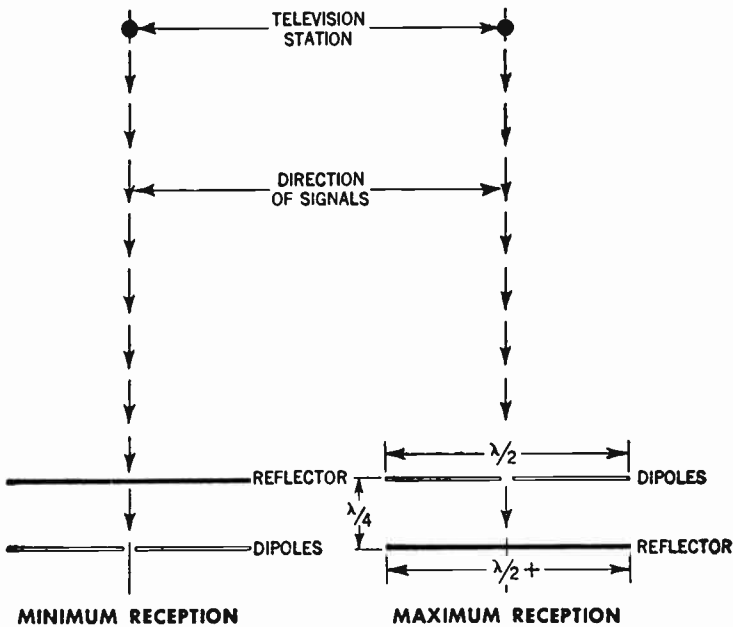 TELEVISION
STATION
DIRECTION
OF SIGNALS
λ/2
REFLECTOR
DIPOLES
λ/4
DIPOLES
REFLECTOR
λ/2 +
MINIMUM RECEPTION
MAXIMUM RECEPTION